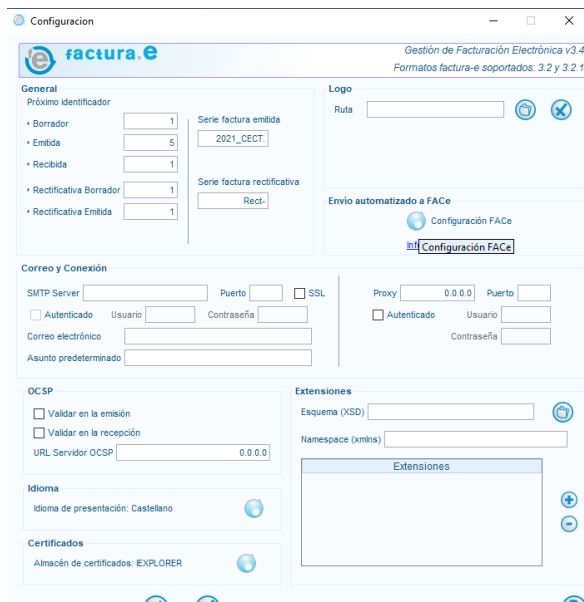 Configuracion
factura.e
Gestión de Facturación Electrónica v3.4
Formatos factura-e soportados: 3.2 y 3.2.1
General
Próximo identificador
Borrador 1
Emitida 5
Recibida 1
Rectificativa Borrador 1
Rectificativa Emitida 1
Serie factura emitida
2021_CECT.
Serie factura rectificativa
Rect-
Logo
Ruta
Envío automatizado a FACe
Configuración FACe
Configuración FACe
Correo y Conexión
SMTP Server Puerto SSL
Autenticado Usuario Contraseña
Correo electrónico
Asunto predeterminado
Proxy 0.0.0.0 Puerto
Autenticado Usuario
Contraseña
OCSP
Validar en la emisión
Validar en la recepción
URL Servidor OCSP 0.0.0.0
Extensiones
Esquema (XSD)
Namespace (xmlns)
Extensiones
Idioma
Idioma de presentación: Castellano
Certificados
Almacén de certificados: IEXPLORER